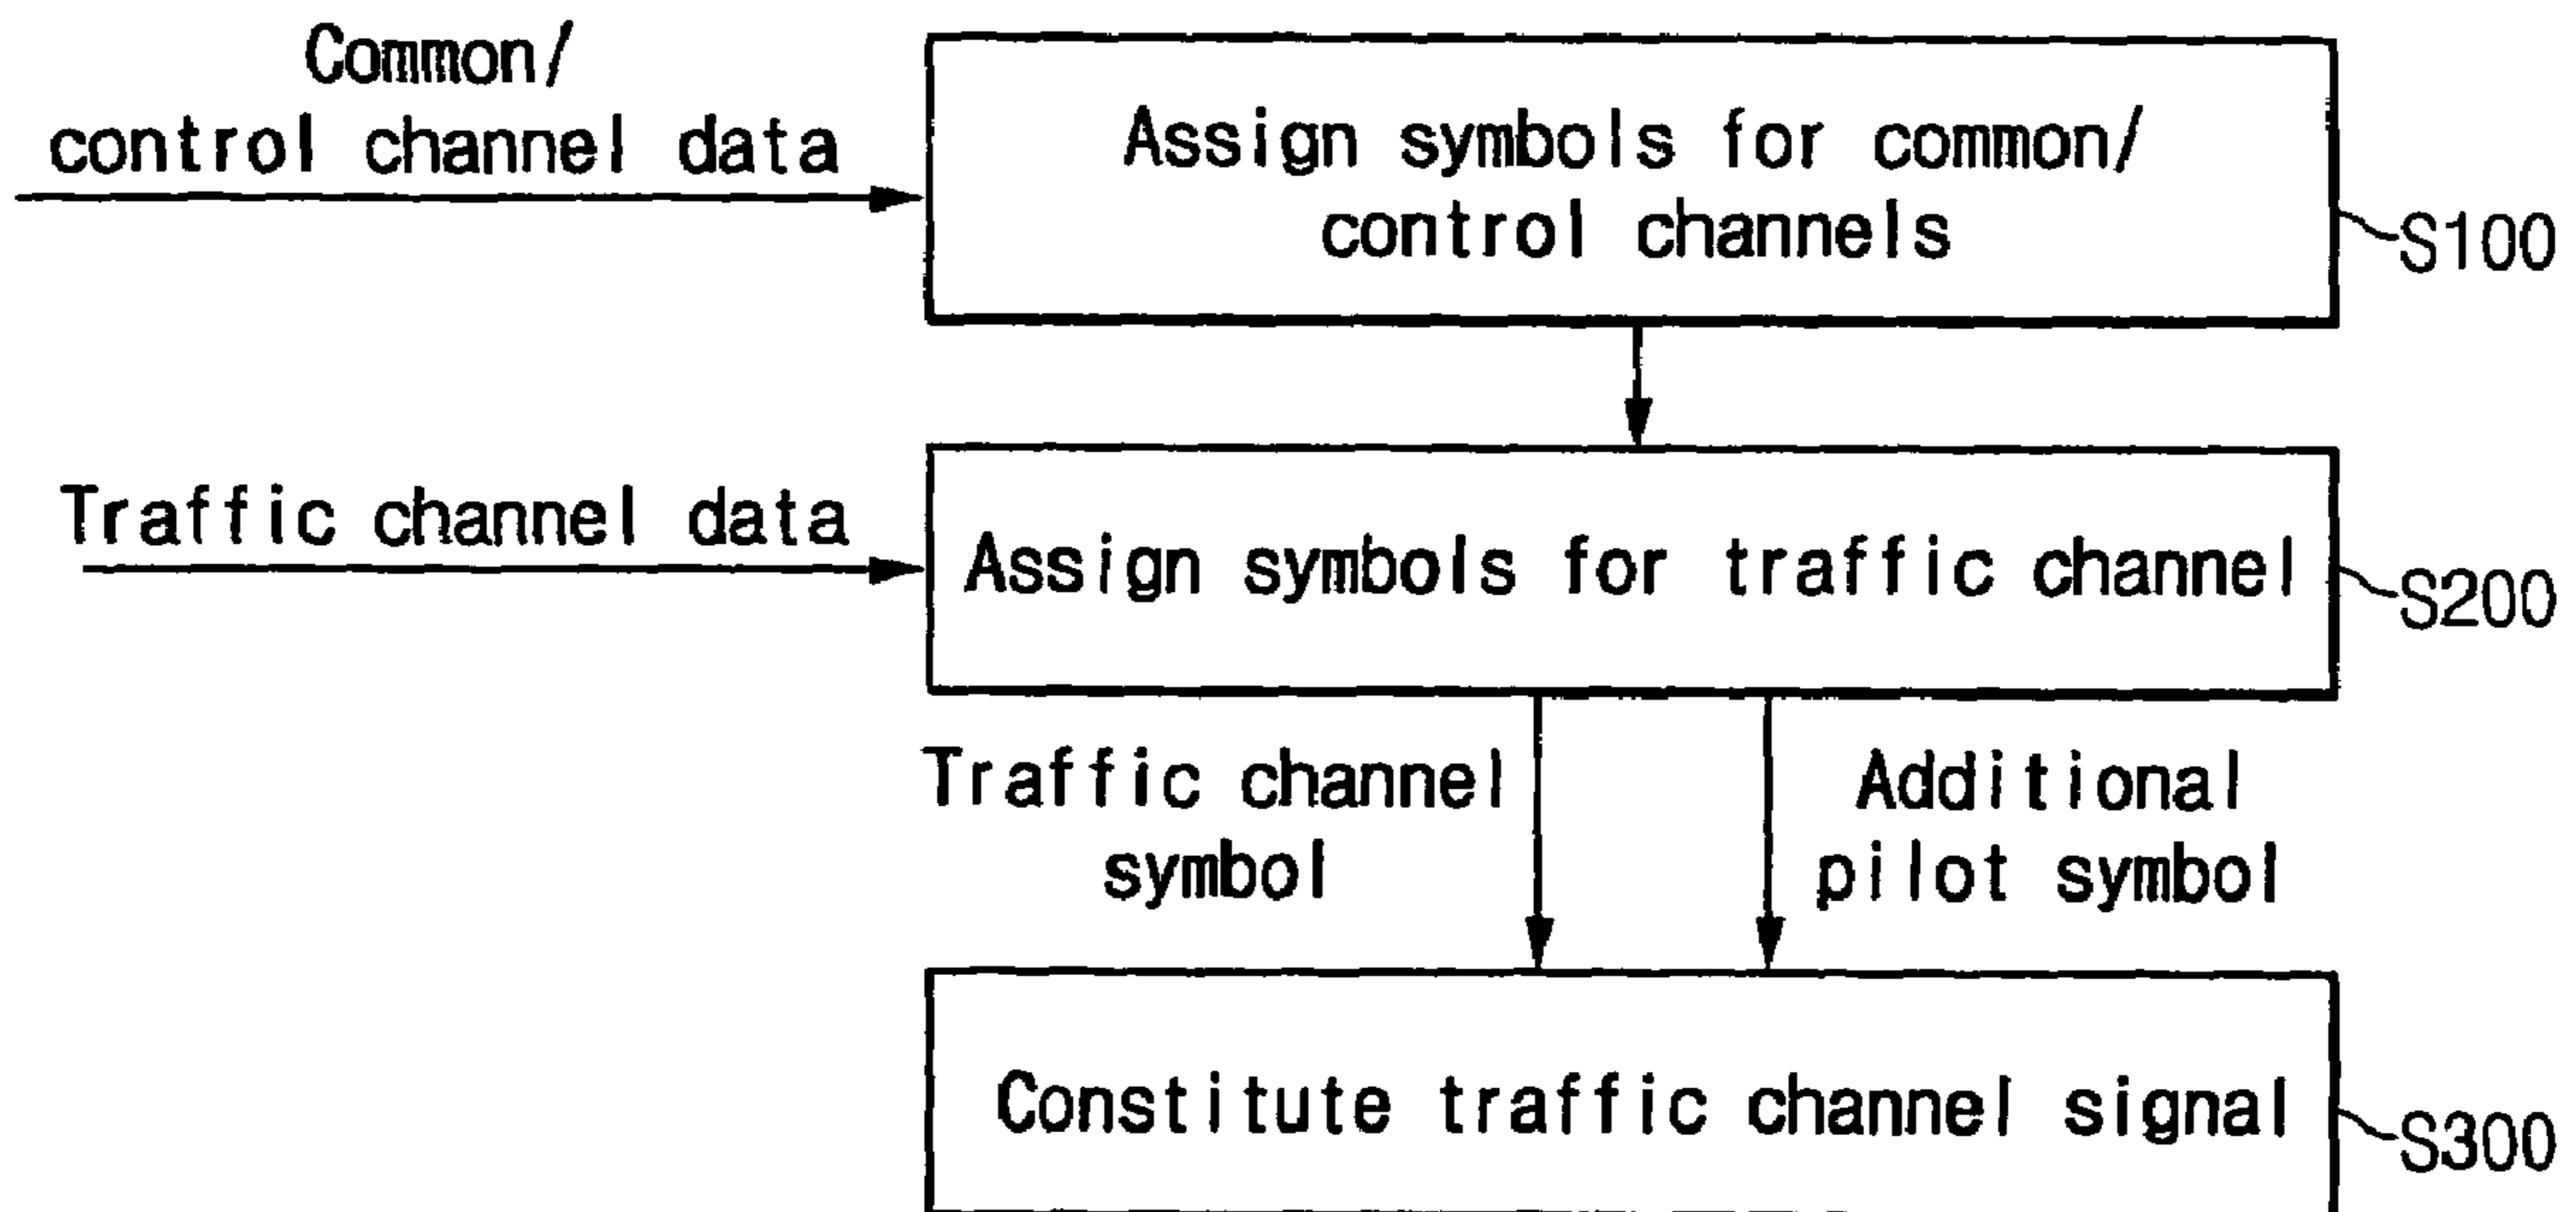 Common/
control channel data
Assign symbols for common/
control channels
S100
Traffic channel data
Assign symbols for traffic channel
S200
Traffic channel
symbol
Additional
pilot symbol
Constitute traffic channel signal
S300